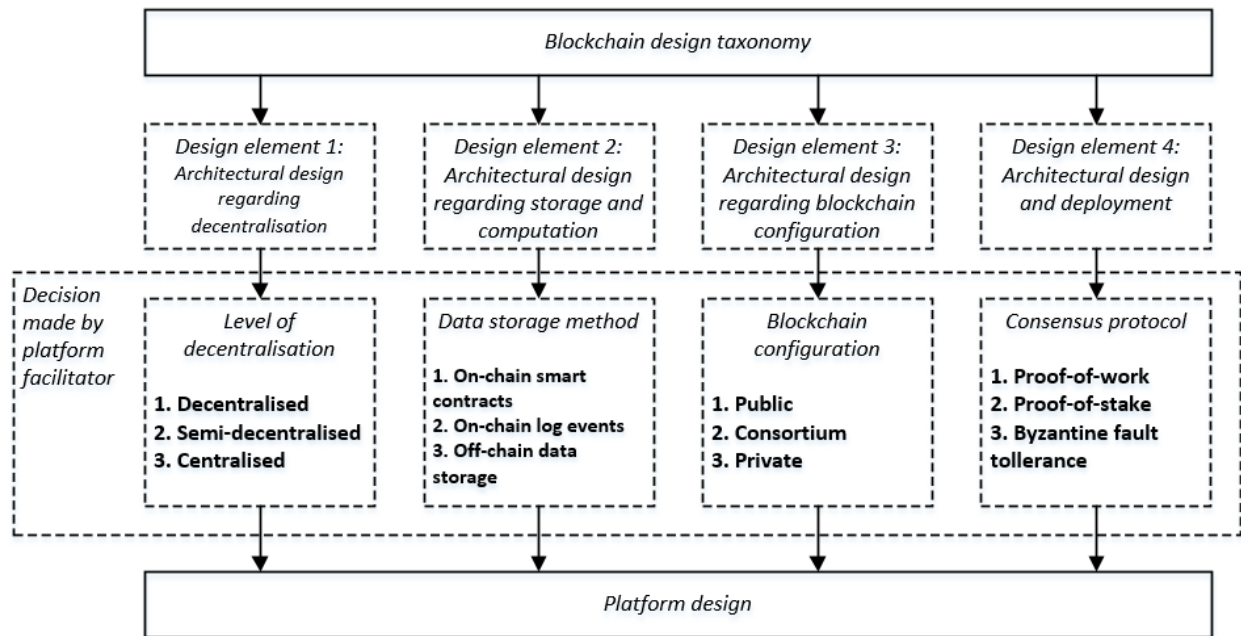 Blockchain design taxonomy
Design element 1:
Architectural design
regarding
decentralisation
Design element 2:
Architectural design
regarding storage and
computation
Design element 3:
Architectural design
regarding blockchain
configuration
Design element 4:
Architectural design
and deployment
Decision
made by
platform
facilitator
Level of
decentralisation
1. Decentralised
2. Semi-decentralised
3. Centralised
Data storage method
1. On-chain smart
contracts
2. On-chain log events
3. Off-chain data
storage
Blockchain
configuration
1. Public
2. Consortium
3. Private
Consensus protocol
1. Proof-of-work
2. Proof-of-stake
3. Byzantine fault
tollerance
Platform design